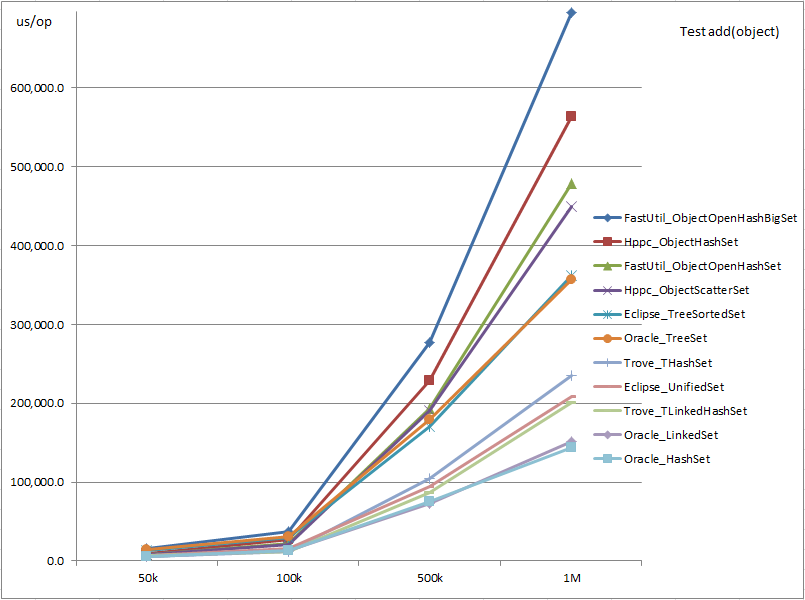 us/op
Test add(object)
600,000.0
500,000.0
400,000.0
300,000.0
200,000.0
100,000.0
0.0
50k
100k
500k
1M
FastUtil_ObjectOpenHashBigSet
Hppc_ObjectHashSet
FastUtil_ObjectOpenHashSet
Hppc_ObjectScatterSet
Eclipse_TreeSortedSet
Oracle_TreeSet
Trove_THashSet
Eclipse_UnifiedSet
Trove_TLinkedHashSet
Oracle_LinkedSet
Oracle_HashSet